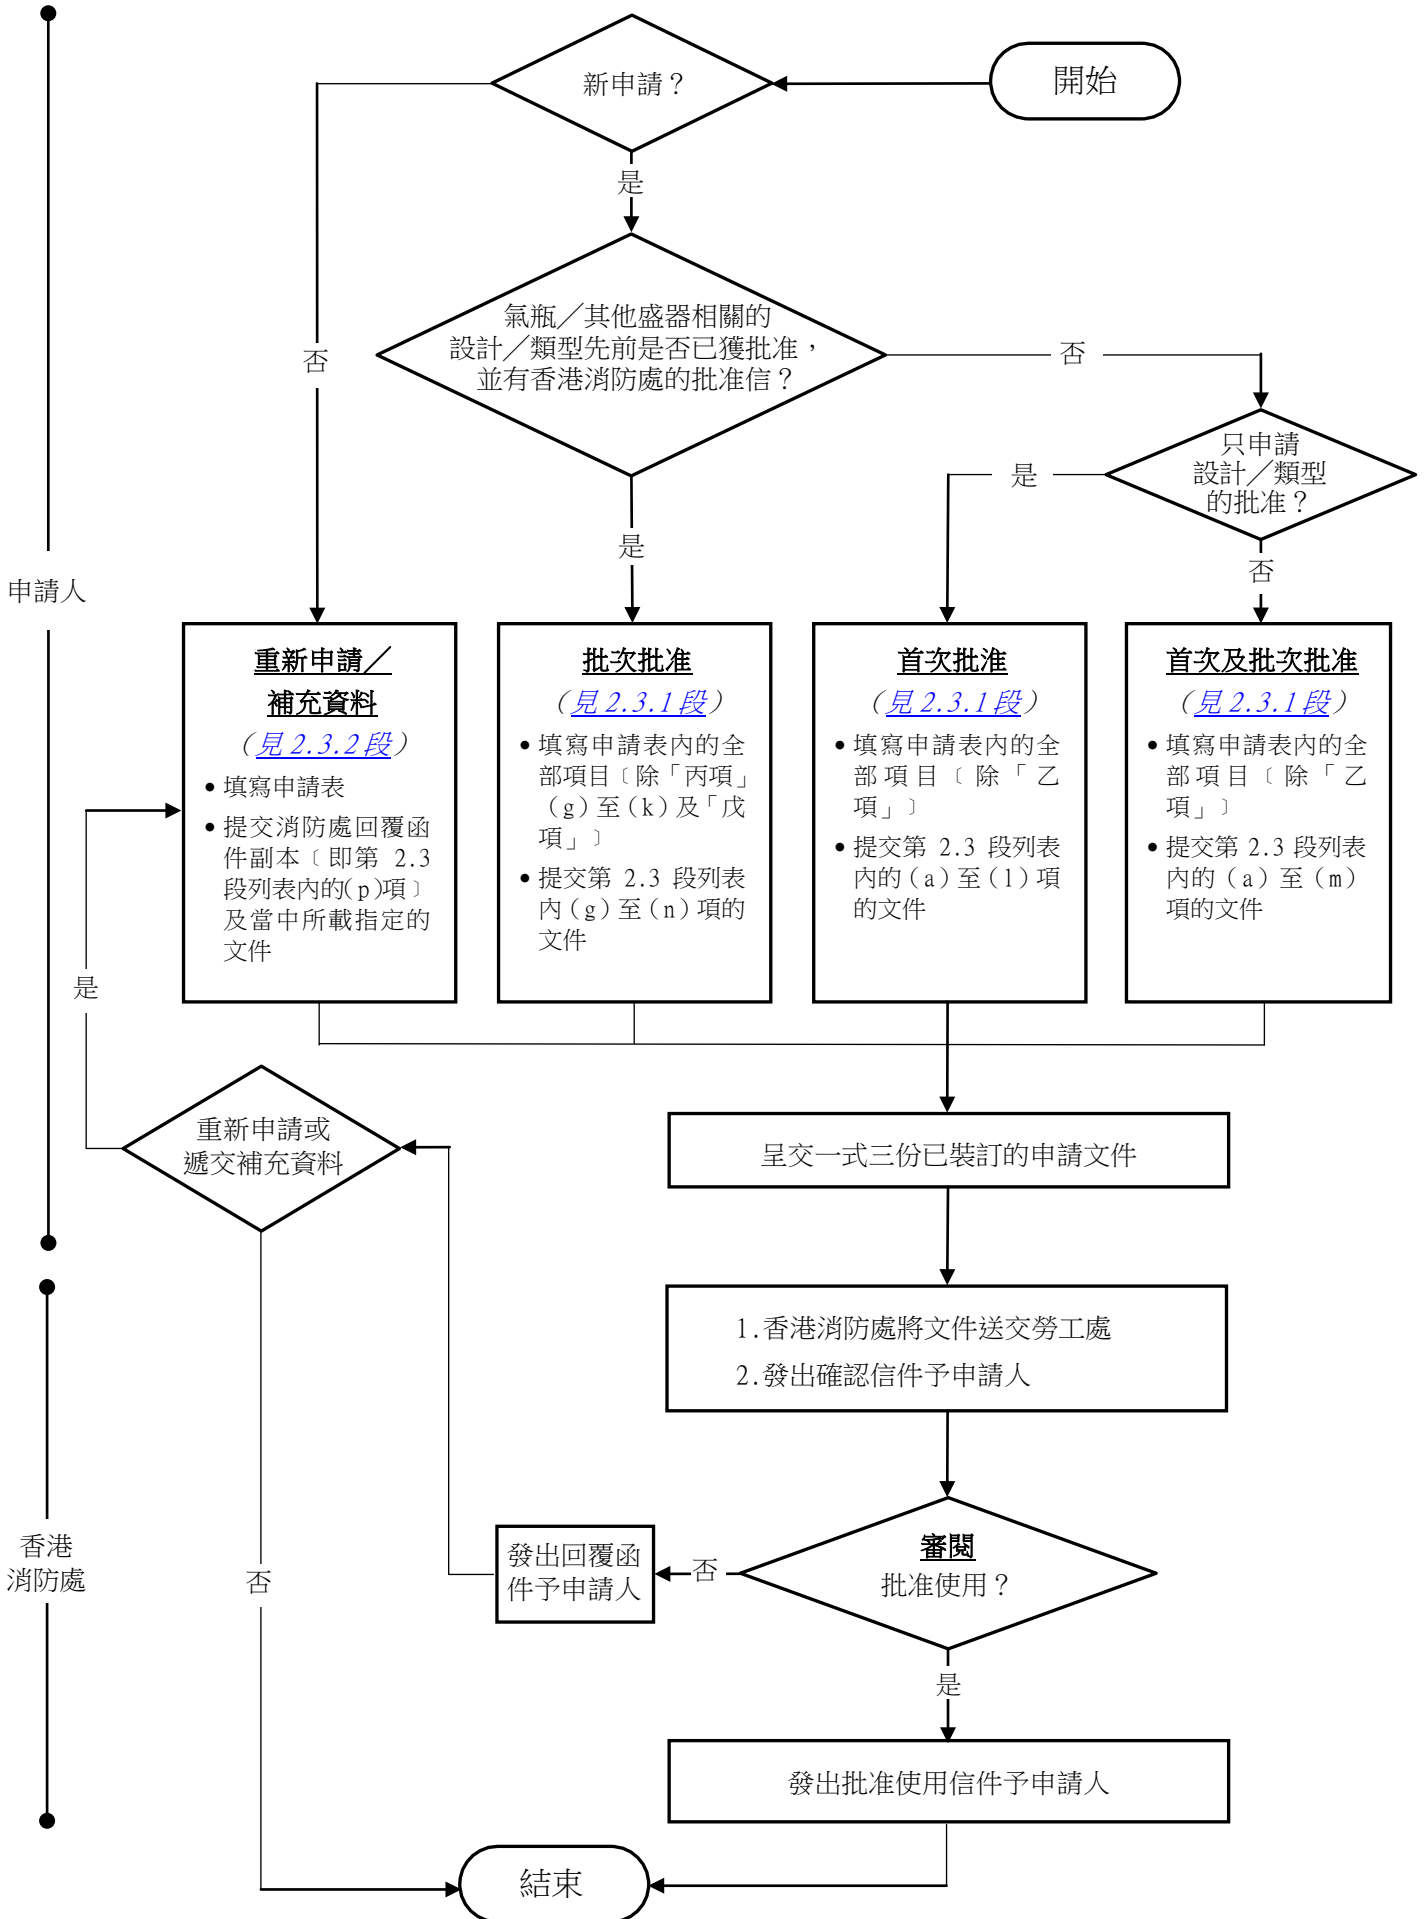 開始
新申請？
是
否
氣瓶／其他盛器相關的
設計／類型先前是否已獲批准，
並有香港消防處的批准信？
否
是
只申請
設計／類型
的批准？
是
否
申請人
重新申請／
補充資料
（見 2.3.2 段）
• 填寫申請表
• 提交消防處回覆函
件副本﹝即第 2.3
段列表內的(p)項﹞
及當中所載指定的
文件
批次批准
（見 2.3.1 段）
• 填寫申請表內的全
部項目﹝除「丙項」
（g）至（k）及「戊
項」﹞
• 提交第 2.3 段列表
內（g）至（n）項的
文件
首次批准
（見 2.3.1 段）
• 填寫申請表內的全
部項目﹝除「乙
項」﹞
• 提交第 2.3 段列表
內的（a）至（l）項
的文件
首次及批次批准
（見 2.3.1 段）
• 填寫申請表內的全
部項目﹝除「乙
項」﹞
• 提交第 2.3 段列表
內的（a）至（m）
項的文件
是
重新申請或
遞交補充資料
呈交一式三份已裝訂的申請文件
1.香港消防處將文件送交勞工處
2.發出確認信件予申請人
香港
消防處
否
發出回覆函
件予申請人
否
審閱
批准使用？
是
發出批准使用信件予申請人
結束